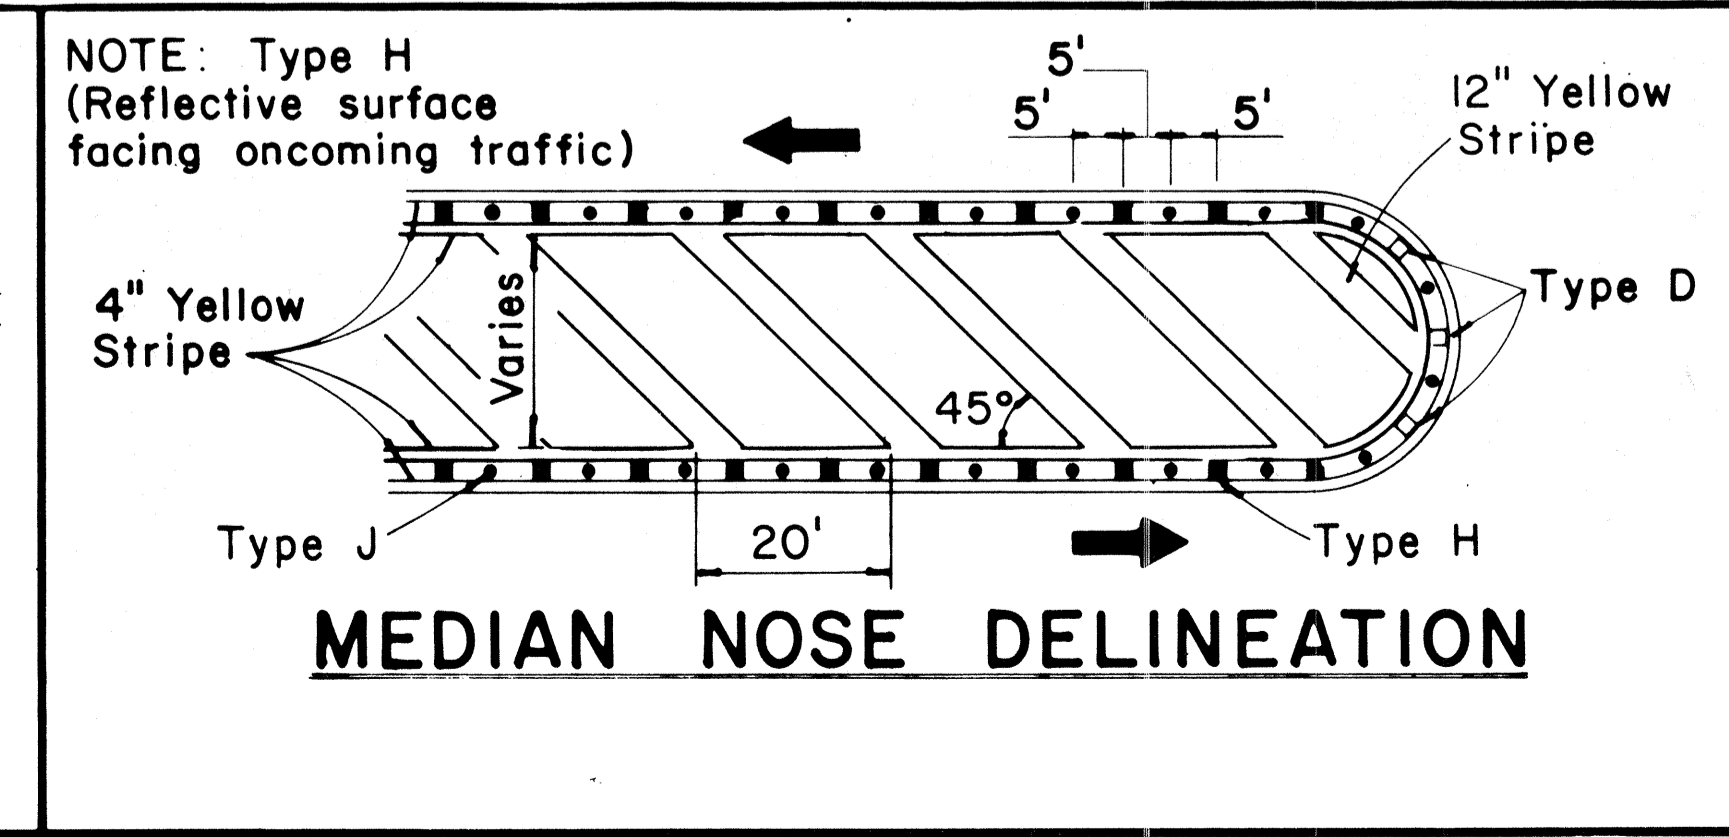 NOTE: Type H
(Reflective surface
facing oncoming traffic)
5'
5' 5'
12" Yellow
Stripe
4" Yellow
Stripe
Varies
45°
Type D
Type J
20'
Type H
MEDIAN NOSE DELINEATION